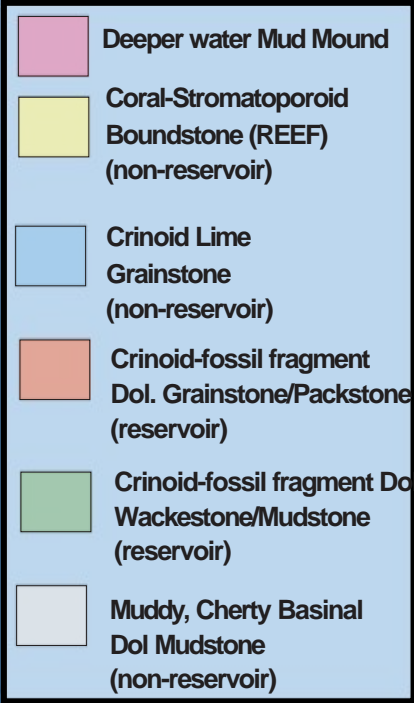 Deeper water Mud Mound
Coral-Stromatoporoid
Boundstone (REEF)
(non-reservoir)
Crinoid Lime
Grainstone
(non-reservoir)
Crinoid-fossil fragment
Dol. Grainstone/Packstone
(reservoir)
Crinoid-fossil fragment Do
Wackestone/Mudstone
(reservoir)
Muddy, Cherty Basinal
Dol Mudstone
(non-reservoir)